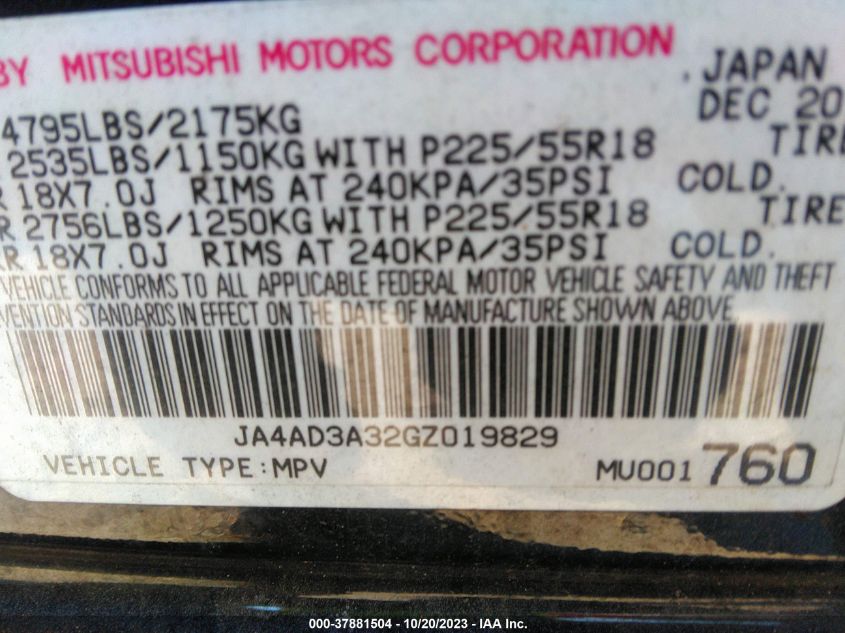 BY MITSUBISHI MOTORS CORPORATION
. JAPAN
4795LBS/2175KG DEC 20
2535LBS/1150KG WITH P225/55R18 TIRE
R 18X7.0J RIMS AT 240KPA/35PSI COLD.
R 2756LBS/1250KG WITH P225/55R18 TIRE
R 18X7.0J RIMS AT 240KPA/35PSI COLD.
VEHICLE CONFORMS TO ALL APPLICABLE FEDERAL MOTOR VEHICLE SAFETY AND THEFT
VENTION STANDARDS IN EFFECT ON THE DATE OF MANUFACTURE SHOWN ABOVE.
JA4AD3A32GZ019829
VEHICLE TYPE:MPV MU001 760
000-37881504 - 10/20/2023 - IAA Inc.